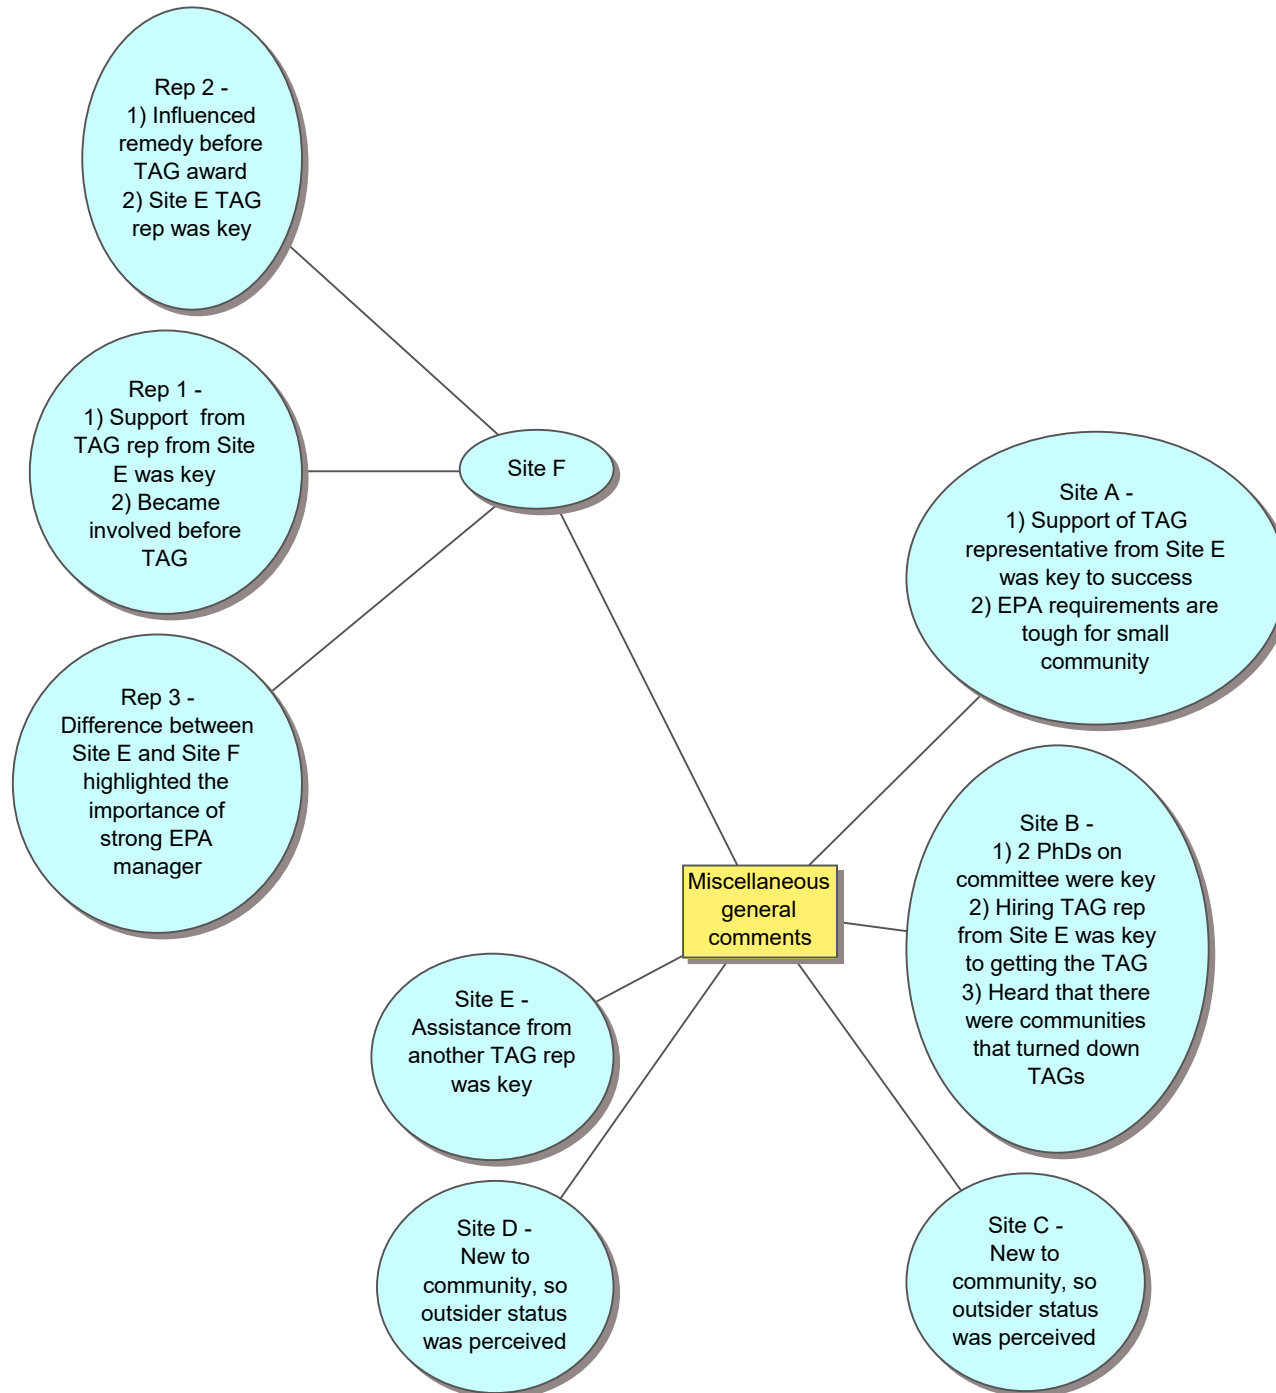 Rep 2 -
1) Influenced
remedy before
TAG award
2) Site E TAG
rep was key
Rep 1 -
1) Support  from
TAG rep from Site
E was key
2) Became
involved before
TAG
Site F
Rep 3 -
Difference between
Site E and Site F
highlighted the
importance of
strong EPA
manager
Site A -
1) Support of TAG
representative from Site E
was key to success
2) EPA requirements are
tough for small
community
Site B -
1) 2 PhDs on
committee were key
2) Hiring TAG rep
from Site E was key
to getting the TAG
3) Heard that there
were communities
that turned down
TAGs
Miscellaneous
general
comments
Site E -
Assistance from
another TAG rep
was key
Site D -
New to
community, so
outsider status
was perceived
Site C -
New to
community, so
outsider status
was perceived